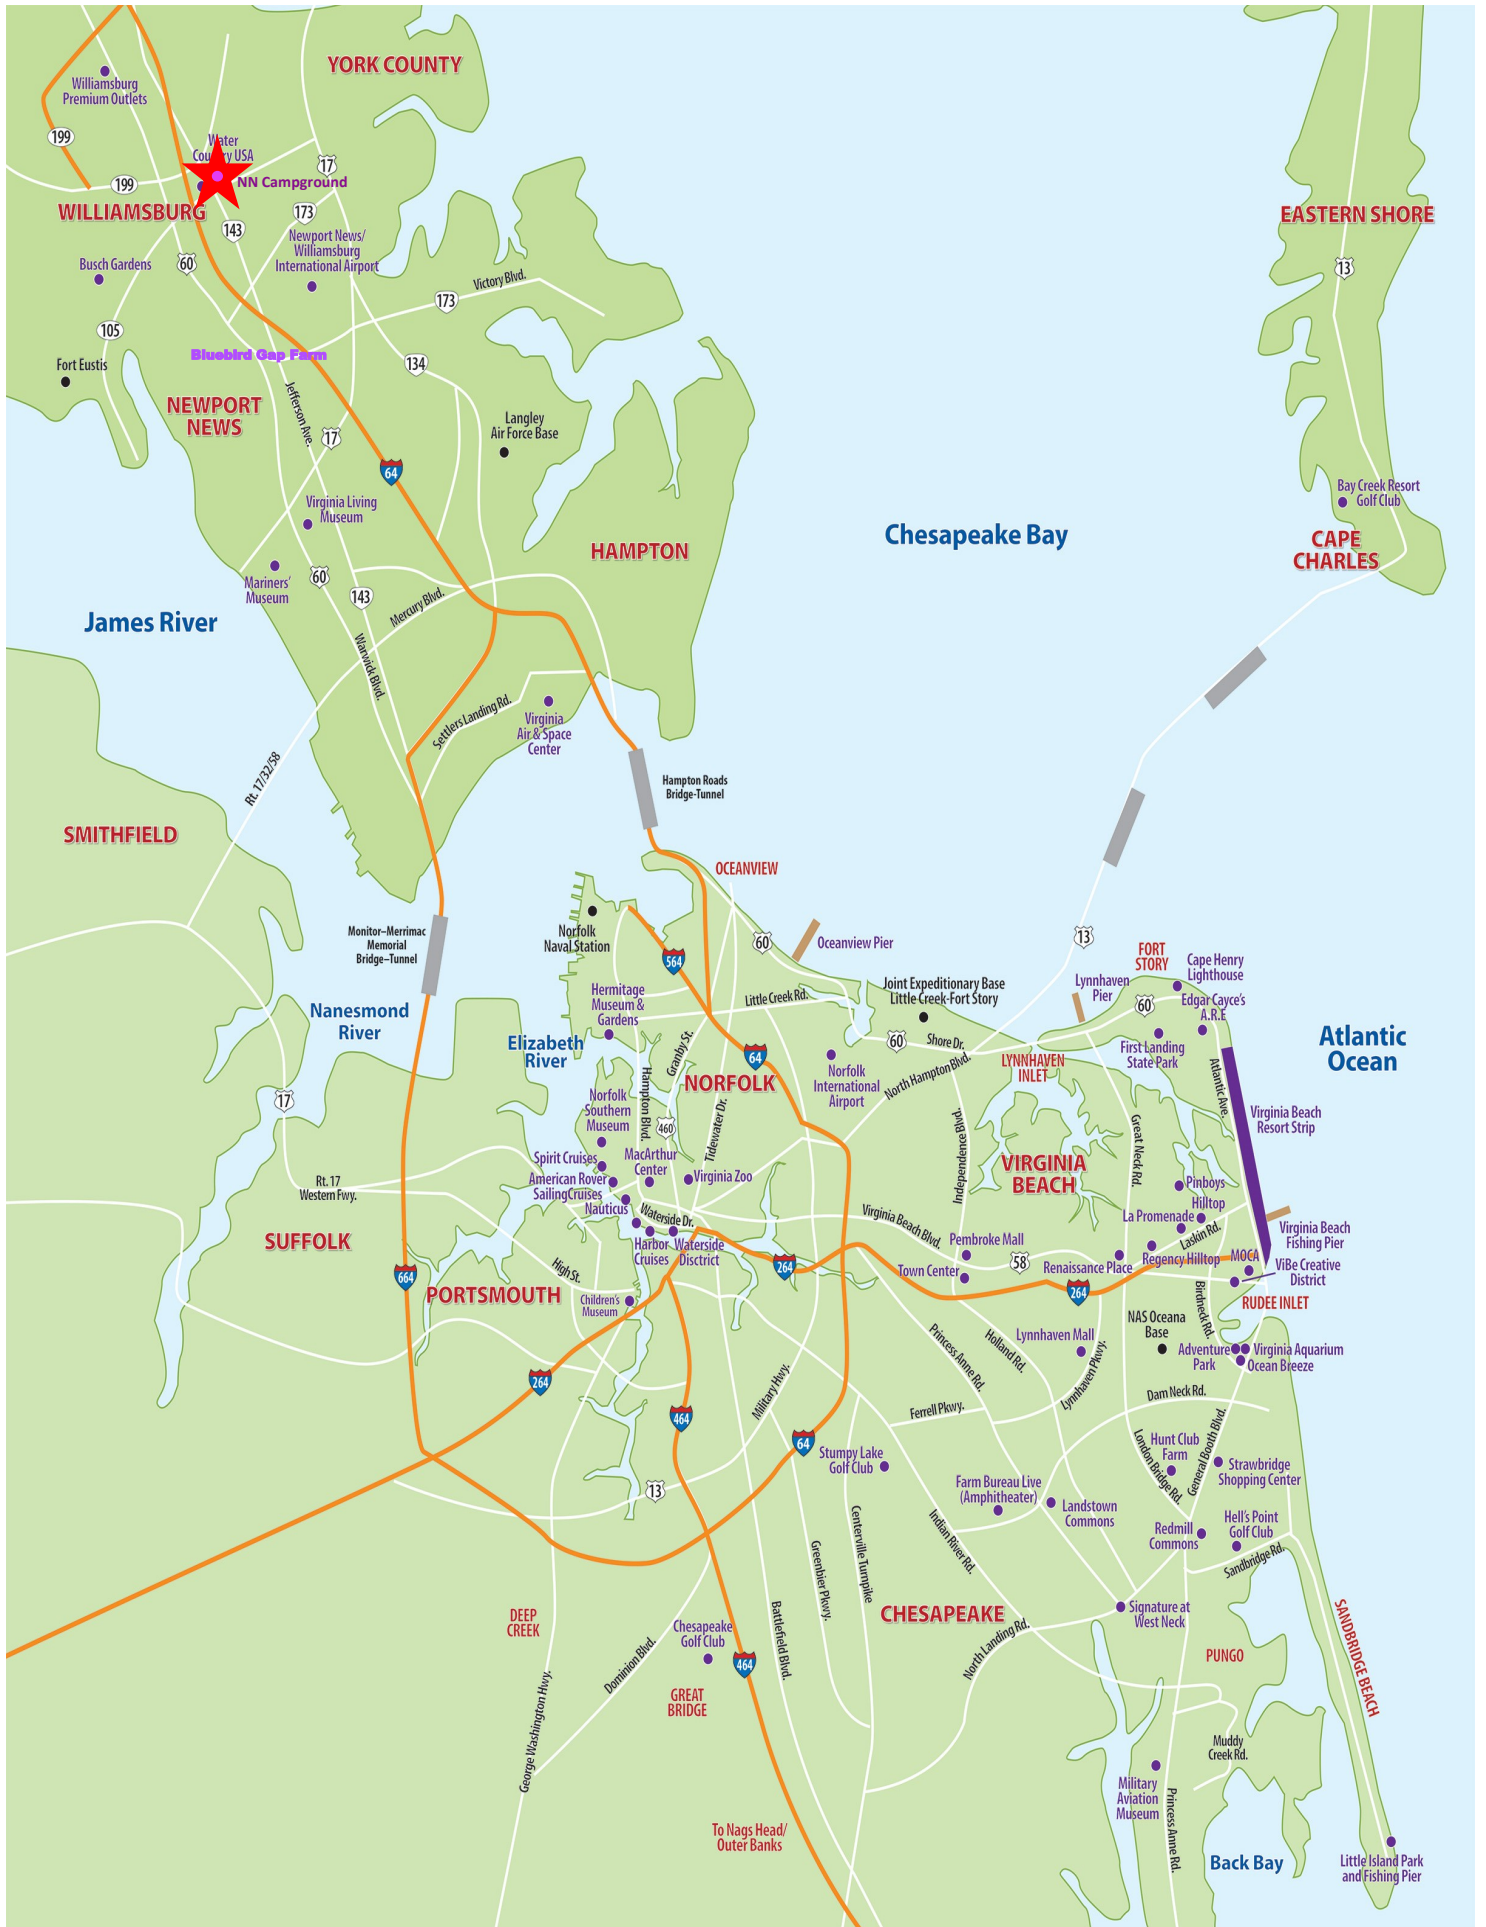 YORK COUNTY
Williamsburg
Premium Outlets
199
Water
Country USA
17
199
NN Campground
WILLIAMSBURG
173
143
EASTERN SHORE
Newport News/
Williamsburg
International Airport
Busch Gardens
60
13
Victory Blvd.
173
105
Bluebird Gap Farm
Fort Eustis
134
Jefferson Ave.
NEWPORT
NEWS
17
Langley
Air Force Base
64
Bay Creek Resort
Golf Club
Virginia Living
Museum
Chesapeake Bay
CAPE
CHARLES
HAMPTON
Mariners'
Museum
60
143
Mercury Blvd.
James River
Warwick Blvd.
Settlers Landing Rd.
Virginia
Air & Space
Center
Rt. 17/32/58
Hampton Roads
Bridge-Tunnel
SMITHFIELD
OCEANVIEW
Monitor–Merrimac
Memorial
Bridge–Tunnel
Norfolk
Naval Station
60
Oceanview Pier
13
FORT
STORY
Cape Henry
Lighthouse
564
Lynnhaven
Pier
Joint Expeditionary Base
Little Creek-Fort Story
Hermitage
Museum &
Gardens
Little Creek Rd.
60
Edgar Cayce's
A.R.E
Nanesmond
River
Elizabeth
River
Granby St.
64
60
Shore Dr.
First Landing
State Park
Atlantic
Ocean
LYNNHAVEN
INLET
NORFOLK
Norfolk
International
Airport
North Hampton Blvd.
Atlantic Ave.
17
Norfolk
Southern
Museum
Hampton Blvd.
460
Tidewater Dr.
Independence Blvd.
Great Neck Rd.
Virginia Beach
Resort Strip
Spirit Cruises
MacArthur
Center
Virginia Zoo
VIRGINIA
BEACH
Rt. 17
Western Fwy.
American Rover
SailingCruises
Nauticus
Pinboys
Hilltop
La Promenade
Waterside Dr.
Virginia Beach Blvd.
Laskin Rd.
Virginia Beach
Fishing Pier
SUFFOLK
Harbor
Cruises
Waterside
Disctrict
Pembroke Mall
58
Regency Hilltop
MOCA
High St.
264
Town Center
Renaissance Place
ViBe Creative
District
664
PORTSMOUTH
Children's
Museum
264
Birdneck Rd.
RUDEE INLET
Princess Anne Rd.
Holland Rd.
Lynnhaven Mall
NAS Oceana
Base
Adventure
Park
Virginia Aquarium
Ocean Breeze
264
Military Hwy.
Lynnhaven Pkwy.
Dam Neck Rd.
464
Ferrell Pkwy.
64
Stumpy Lake
Golf Club
London Bridge Rd.
Hunt Club
Farm
General Booth Blvd.
Strawbridge
Shopping Center
13
Farm Bureau Live
(Amphitheater)
Landstown
Commons
Centerville Turnpike
Indian River Rd.
Redmill
Commons
Hell's Point
Golf Club
Greenbier Pkwy.
Sandbridge Rd.
DEEP
CREEK
Battlefield Blvd.
CHESAPEAKE
Signature at
West Neck
SANDBRIDGE BEACH
Chesapeake
Golf Club
Dominion Blvd.
North Landing Rd.
PUNGO
464
GREAT
BRIDGE
George Washington Hwy.
Muddy
Creek Rd.
Military
Aviation
Museum
Princess Anne Rd.
To Nags Head/
Outer Banks
Back Bay
Little Island Park
and Fishing Pier